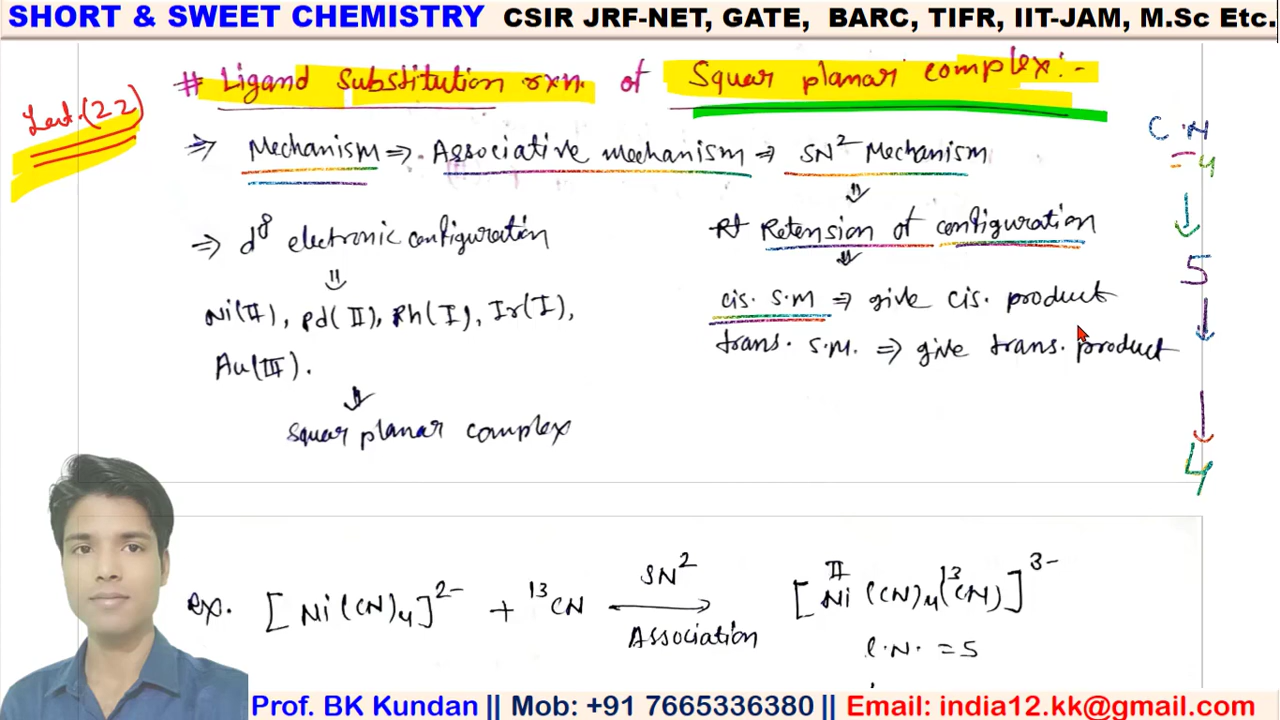 SHORT & SWEET CHEMISTRY CSIR JRF-NET, GATE, BARC, TIFR, IIT-JAM, M.Sc Etc.
# Ligand Substitution rxn. of Squar planar complex:-
Lect.(22)
⇒ Mechanism ⇒ Associative mechanism ⇒ SN² Mechanism
⇓
Rt Retension of configuration
⇓
cis. S.M ⇒ give cis. product
trans. S.M. ⇒ give trans. product
⇒ d⁸ electronic configuration
⇓
Ni(II), pd(II), Rh(I), Ir(I),
Au(III).
⇓
Squar planar complex
C.N
4
↓
5
↓
↓
4
ex. [Ni(CN)₄]²⁻ + ¹³CN SN² → Association [Ni(CN)₄(¹³CN)]³⁻
II
C.N. = 5
Prof. BK Kundan || Mob: +91 7665336380 || Email: india12.kk@gmail.com